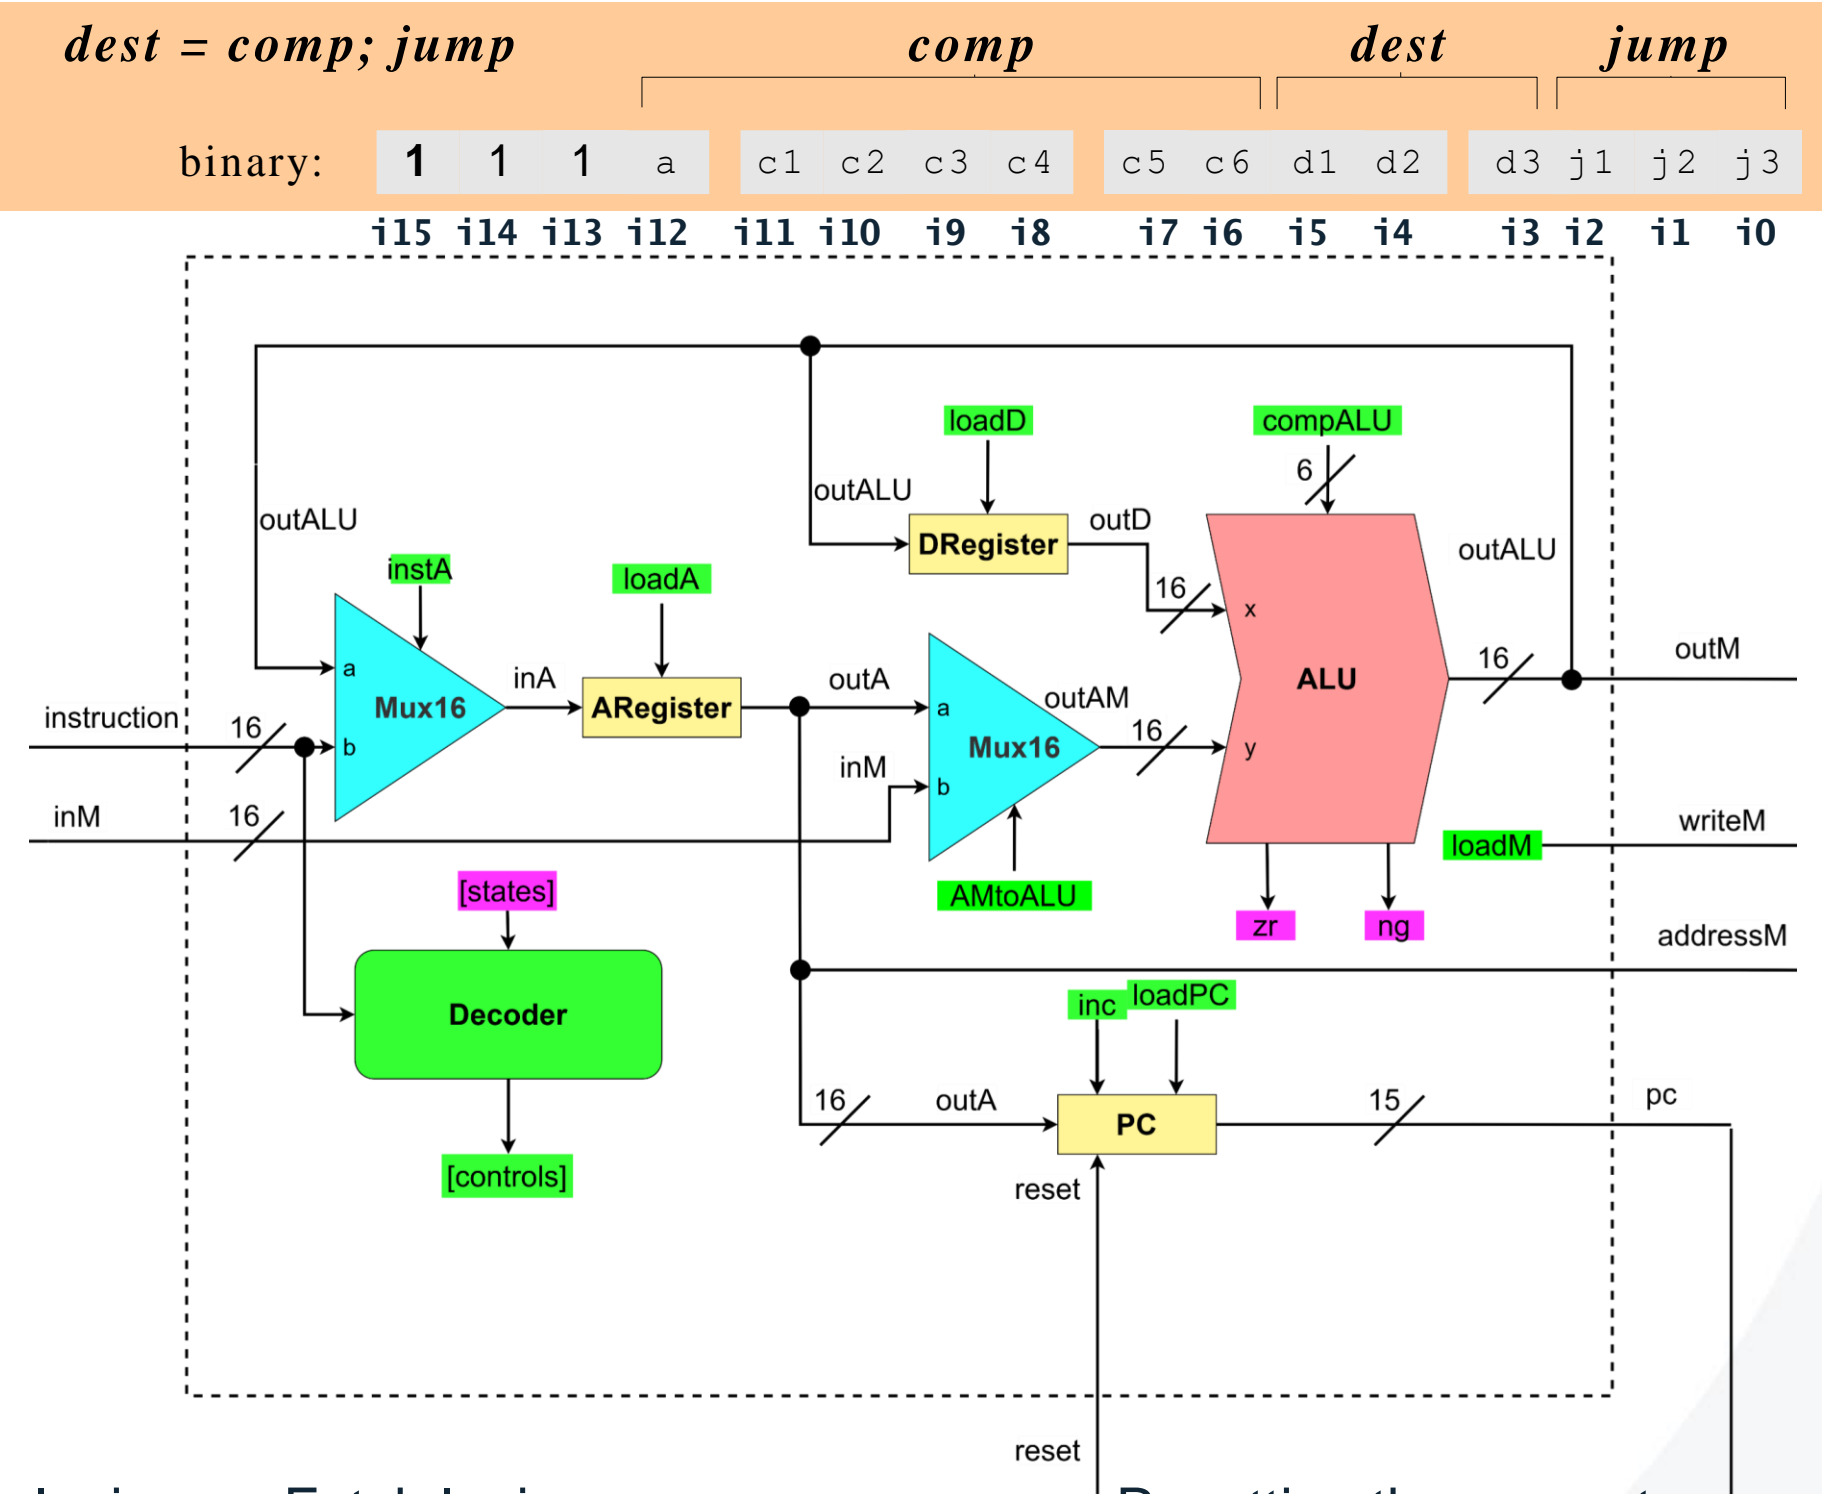 dest = comp; jump comp dest jump
binary: 1 1 1 a c1 c2 c3 c4 c5 c6 d1 d2 d3 j1 j2 j3
i15 i14 i13 i12 i11 i10 i9 i8 i7 i6 i5 i4 i3 i2 i1 i0
loadD compALU
6
outALU
outALU outD
DRegister outALU
instA loadA
16
x
a
inA outA 16 outM
Mux16 ARegister a outAM ALU
instruction 16
b Mux16 16 y
inM b
inM 16 writeM
loadM
[states] AMtoALU
zr ng
addressM
inc loadPC
Decoder
16 outA 15 pc
PC
[controls]
reset
reset